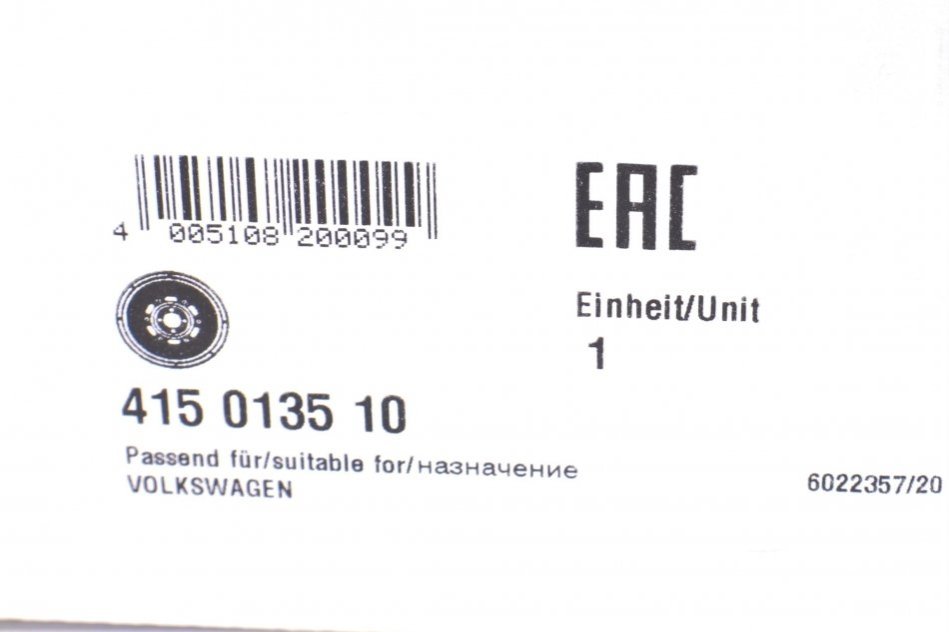 EAC
4 005108 200099
Einheit/Unit
1
415 0135 10
Passend für/suitable for/назначение
VOLKSWAGEN
6022357/20